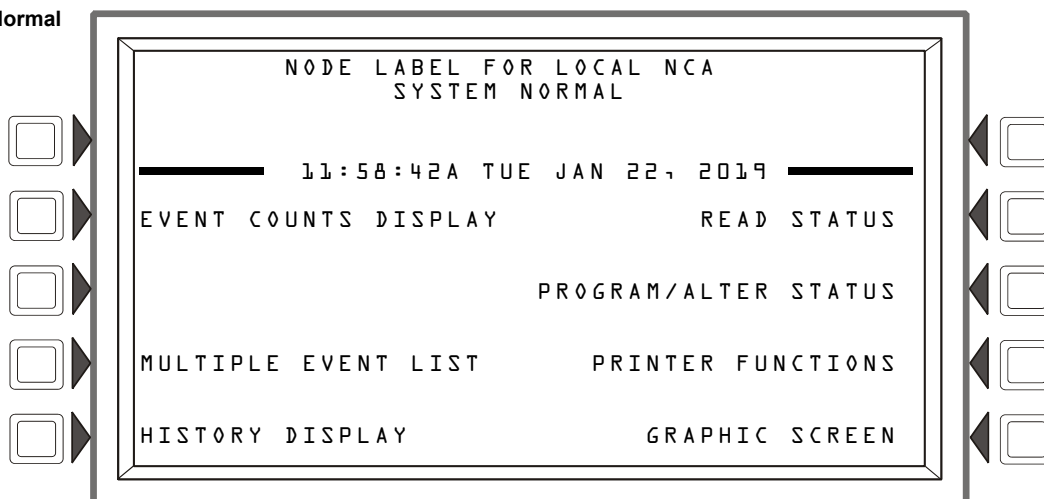 NODE LABEL FOR LOCAL NCA
SYSTEM NORMAL
11:58:42A TUE JAN 22, 2019
EVENT COUNTS DISPLAY READ STATUS
PROGRAM/ALTER STATUS
MULTIPLE EVENT LIST PRINTER FUNCTIONS
HISTORY DISPLAY GRAPHIC SCREEN